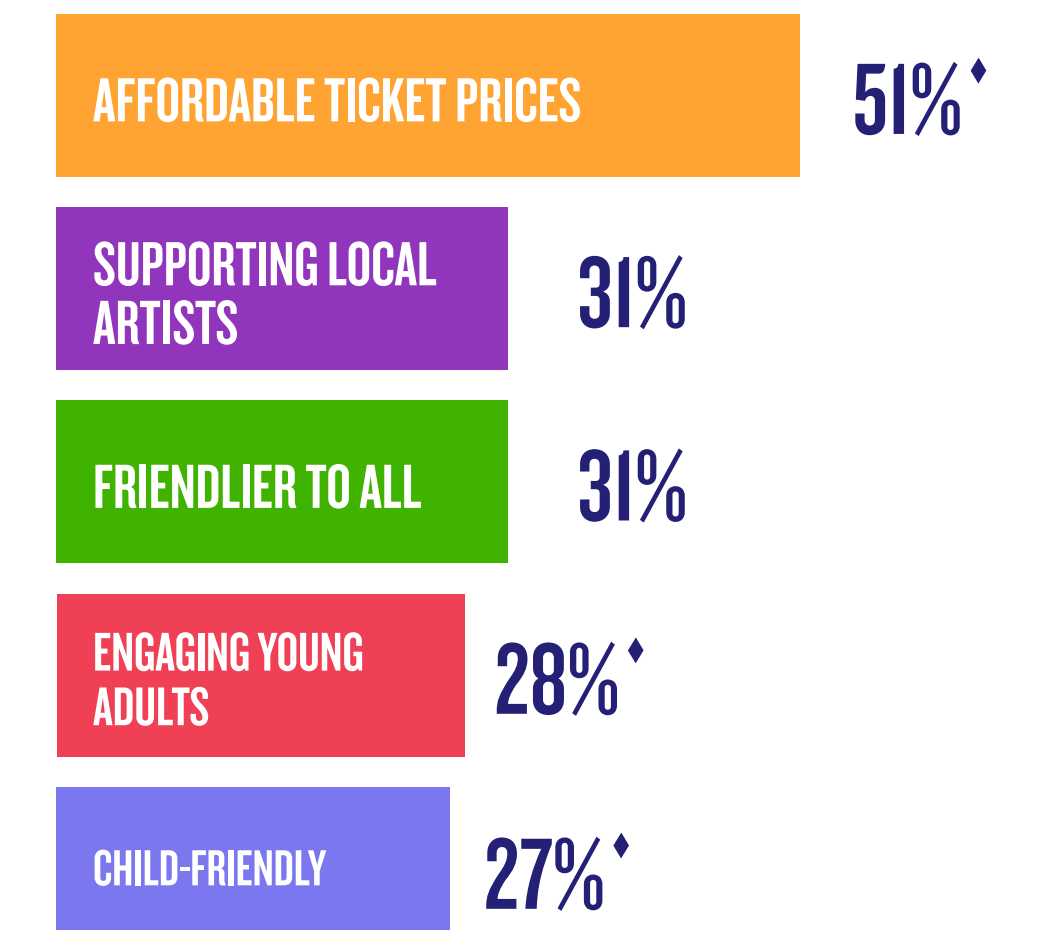 AFFORDABLE TICKET PRICES 51%♦
SUPPORTING LOCAL
ARTISTS
31%
FRIENDLIER TO ALL 31%
ENGAGING YOUNG
ADULTS
28%♦
CHILD-FRIENDLY 27%♦